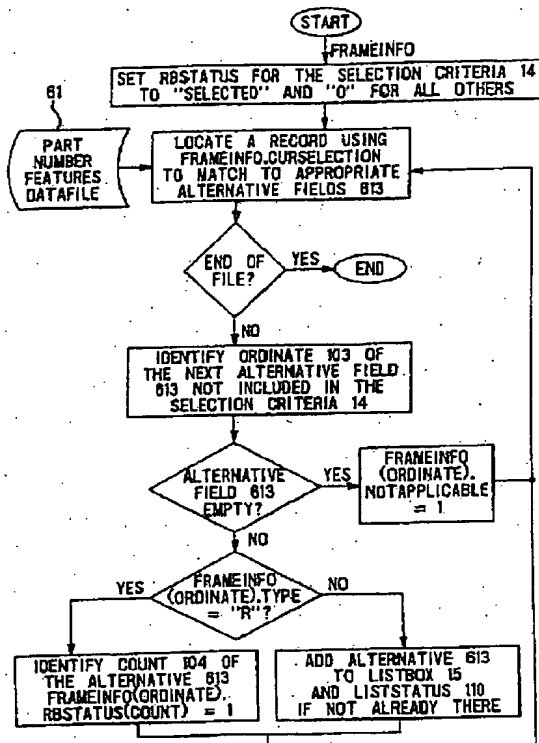 START
FRAMEINFO
SET RBSTATUS FOR THE SELECTION CRITERIA 14
TO "SELECTED" AND "0" FOR ALL OTHERS
61
PART
NUMBER
FEATURES
DATAFILE
LOCATE A RECORD USING
FRAMEINFO.CURSELECTION
TO MATCH TO APPROPRIATE
ALTERNATIVE FIELDS 613
END OF
FILE?
YES
END
NO
IDENTIFY ORDINATE 103 OF
THE NEXT ALTERNATIVE FIELD
613 NOT INCLUDED IN THE
SELECTION CRITERIA 14
ALTERNATIVE
FIELD 613
EMPTY?
YES
FRAMEINFO
(ORDINATE).
NOTAPPLICABLE
= 1
NO
FRAMEINFO
(ORDINATE).TYPE
= "R"?
YES
NO
IDENTIFY COUNT 104 OF
THE ALTERNATIVE 613
FRAMEINFO(ORDINATE).
RBSTATUS(COUNT) = 1
ADD ALTERNATIVE 613
TO LISTBOX 15
AND LISTSTATUS 110
IF NOT ALREADY THERE